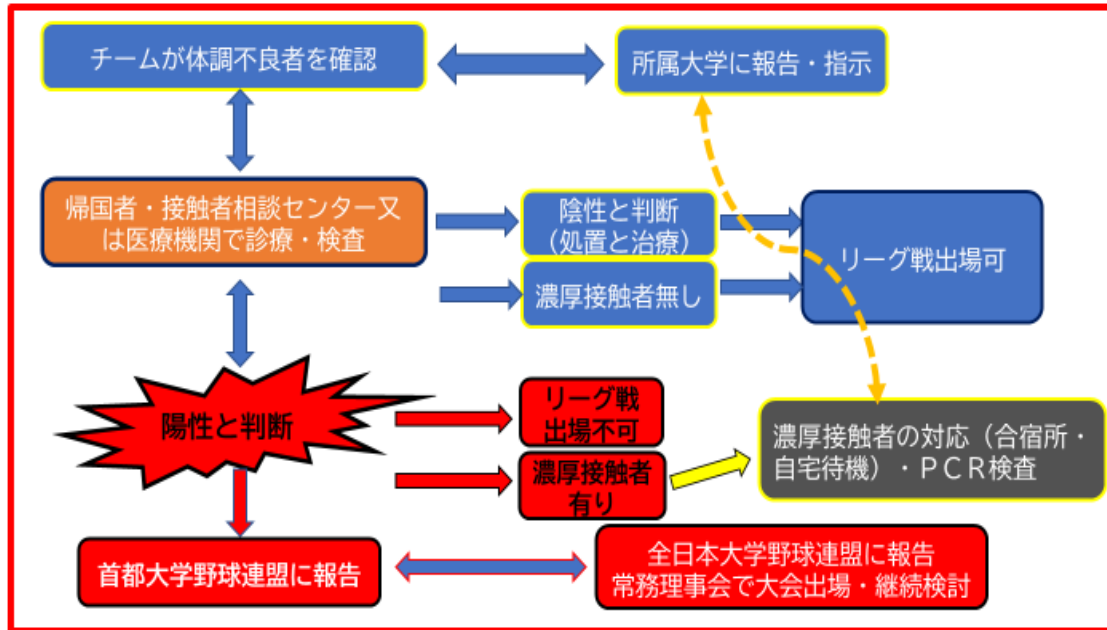 チームが体調不良者を確認
所属大学に報告・指示
帰国者・接触者相談センター又
は医療機関で診療・検査
陰性と判断
（処置と治療）
濃厚接触者無し
リーグ戦出場可
陽性と判断
リーグ戦
出場不可
濃厚接触者
有り
濃厚接触者の対応（合宿所・
自宅待機）・ＰＣＲ検査
首都大学野球連盟に報告
全日本大学野球連盟に報告
常務理事会で大会出場・継続検討